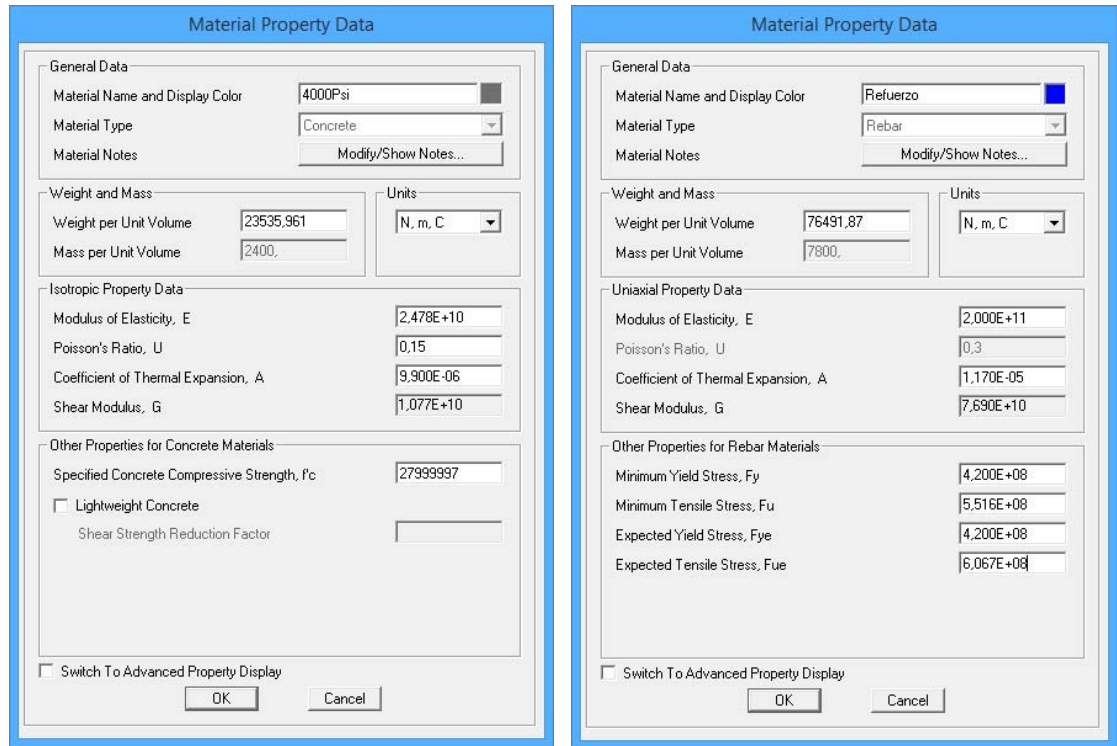 Material Property Data
General Data
Material Name and Display Color 4000Psi
Material Type Concrete
Material Notes Modify/Show Notes...
Weight and Mass
Weight per Unit Volume 23535,961
Mass per Unit Volume 2400,
Units
N, m, C
Isotropic Property Data
Modulus of Elasticity, E 2,478E+10
Poisson's Ratio, U 0,15
Coefficient of Thermal Expansion, A 9,900E-06
Shear Modulus, G 1,077E+10
Other Properties for Concrete Materials
Specified Concrete Compressive Strength, f'c 27999997
Lightweight Concrete
Shear Strength Reduction Factor
Switch To Advanced Property Display
OK Cancel
Material Property Data
General Data
Material Name and Display Color Refuerzo
Material Type Rebar
Material Notes Modify/Show Notes...
Weight and Mass
Weight per Unit Volume 76491,87
Mass per Unit Volume 7800,
Units
N, m, C
Uniaxial Property Data
Modulus of Elasticity, E 2,000E+11
Poisson's Ratio, U 0,3
Coefficient of Thermal Expansion, A 1,170E-05
Shear Modulus, G 7,690E+10
Other Properties for Rebar Materials
Minimum Yield Stress, Fy 4,200E+08
Minimum Tensile Stress, Fu 5,516E+08
Expected Yield Stress, Fye 4,200E+08
Expected Tensile Stress, Fue 6,067E+08
Switch To Advanced Property Display
OK Cancel